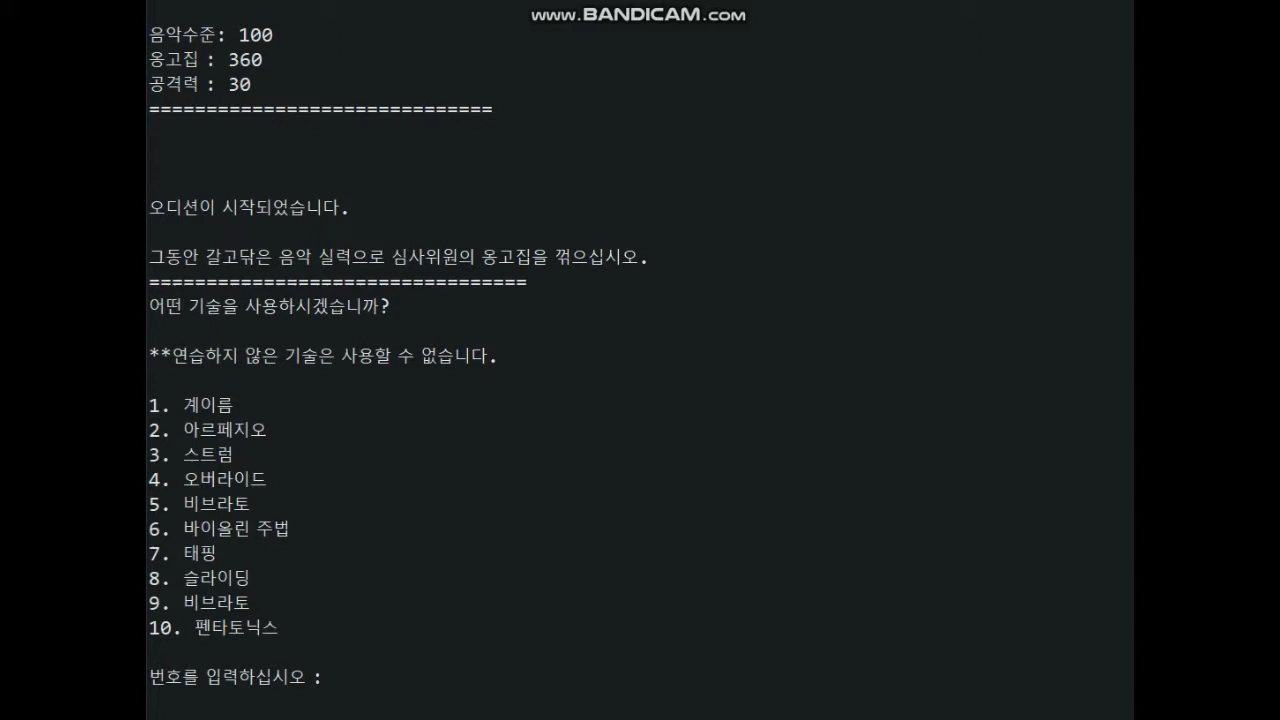 www.BANDICAM.com
음악수준: 100
옹고집 : 360
공격력 : 30
==============================
오디션이 시작되었습니다.
그동안 갈고닦은 음악 실력으로 심사위원의 옹고집을 꺾으십시오.
=================================
어떤 기술을 사용하시겠습니까?
**연습하지 않은 기술은 사용할 수 없습니다.
1. 계이름
2. 아르페지오
3. 스트럼
4. 오버라이드
5. 비브라토
6. 바이올린 주법
7. 태핑
8. 슬라이딩
9. 비브라토
10. 펜타토닉스
번호를 입력하십시오 :